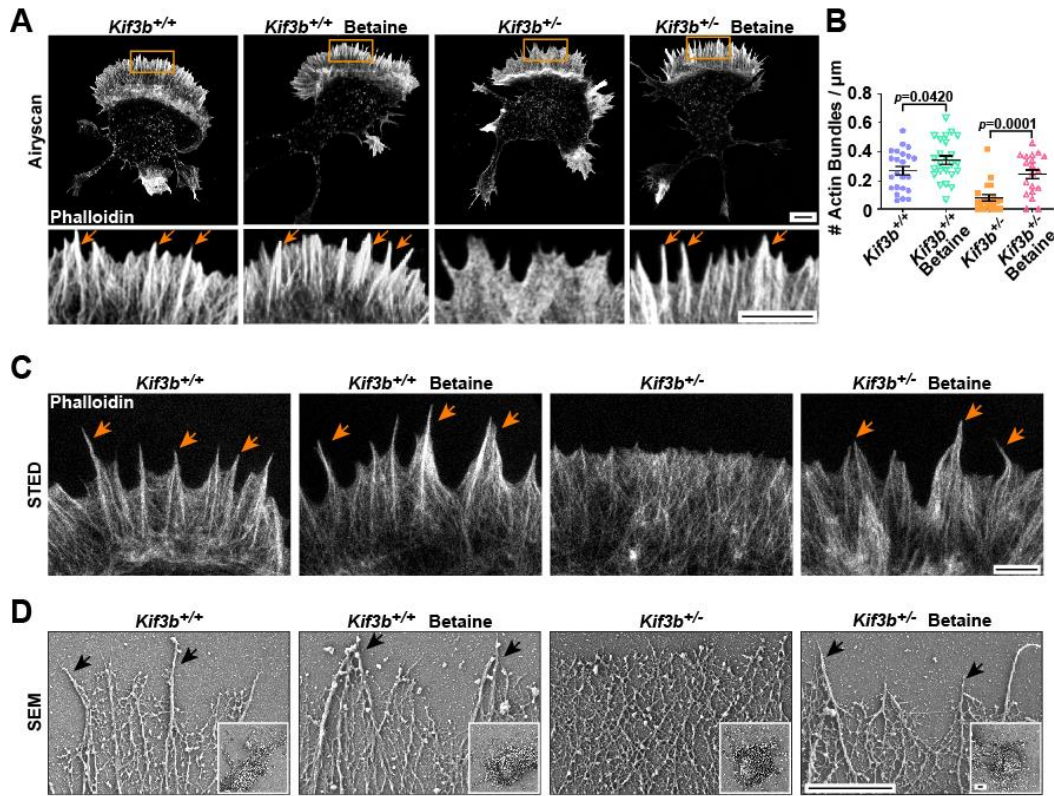 A
Kif3b+/+
Kif3b+/+ Betaine
Kif3b+/-
Kif3b+/- Betaine
Airyscan
Phalloidin
B
# Actin Bundles / µm
0.8
0.6
0.4
0.2
0
p=0.0420
p=0.0001
Kif3b+/+
Kif3b+/+
Betaine
Kif3b+/-
Kif3b+/-
Betaine
C
Kif3b+/+
Kif3b+/+ Betaine
Kif3b+/-
Kif3b+/- Betaine
STED
Phalloidin
D
Kif3b+/+
Kif3b+/+ Betaine
Kif3b+/-
Kif3b+/- Betaine
SEM